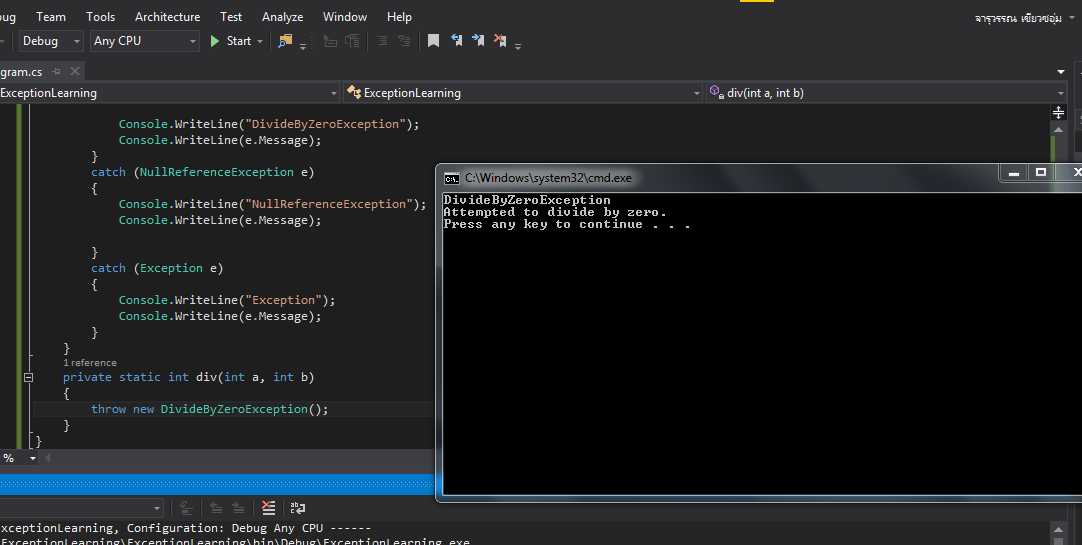 Team Tools Architecture Test Analyze Window Help
จารุวรรณ เขียวชอุ่ม
Debug Any CPU Start
gram.cs
ExceptionLearning ExceptionLearning div(int a, int b)
Console.WriteLine("DivideByZeroException");
Console.WriteLine(e.Message);
}
catch (NullReferenceException e)
{
Console.WriteLine("NullReferenceException");
Console.WriteLine(e.Message);
}
catch (Exception e)
{
Console.WriteLine("Exception");
Console.WriteLine(e.Message);
}
}
1 reference
private static int div(int a, int b)
{
throw new DivideByZeroException();
}
}
%
C:\Windows\system32\cmd.exe
DivideByZeroException
Attempted to divide by zero.
Press any key to continue . . .
xceptionLearning, Configuration: Debug Any CPU ------
ExceptionLearning\ExceptionLearning\bin\Debug\ExceptionLearning.exe